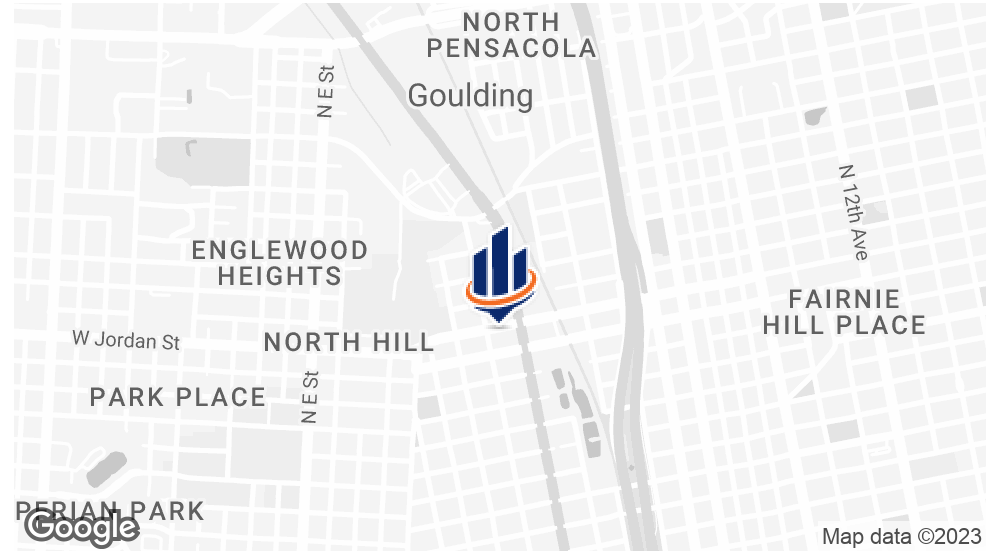 NORTH
PENSACOLA
Goulding
N E St
N 12th Ave
ENGLEWOOD
HEIGHTS
FAIRNIE
HILL PLACE
W Jordan St
NORTH HILL
N E St
PARK PLACE
PERIAN PARK
Google
Map data ©2023